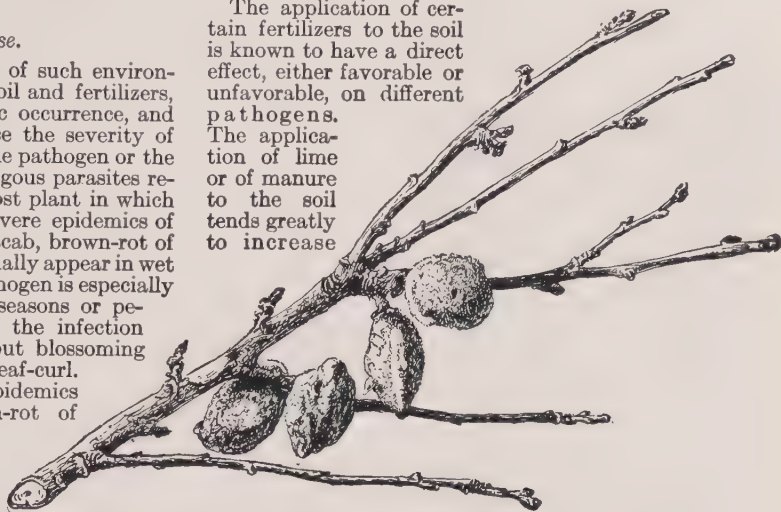 se.
of such environ-
oil and fertilizers,
c occurrence, and
ce the severity of
e pathogen or the
gous parasites re-
ost plant in which
vere epidemics of
scab, brown-rot of
ally appear in wet
hogen is especially
seasons or pe-
the infection
out blossoming
eaf-curl.
pidemics
-rot of
The application of cer-
tain fertilizers to the soil
is known to have a direct
effect, either favorable or
unfavorable, on different
pathogens.
The applica-
tion of lime
or of manure
to the soil
tends greatly
to increase